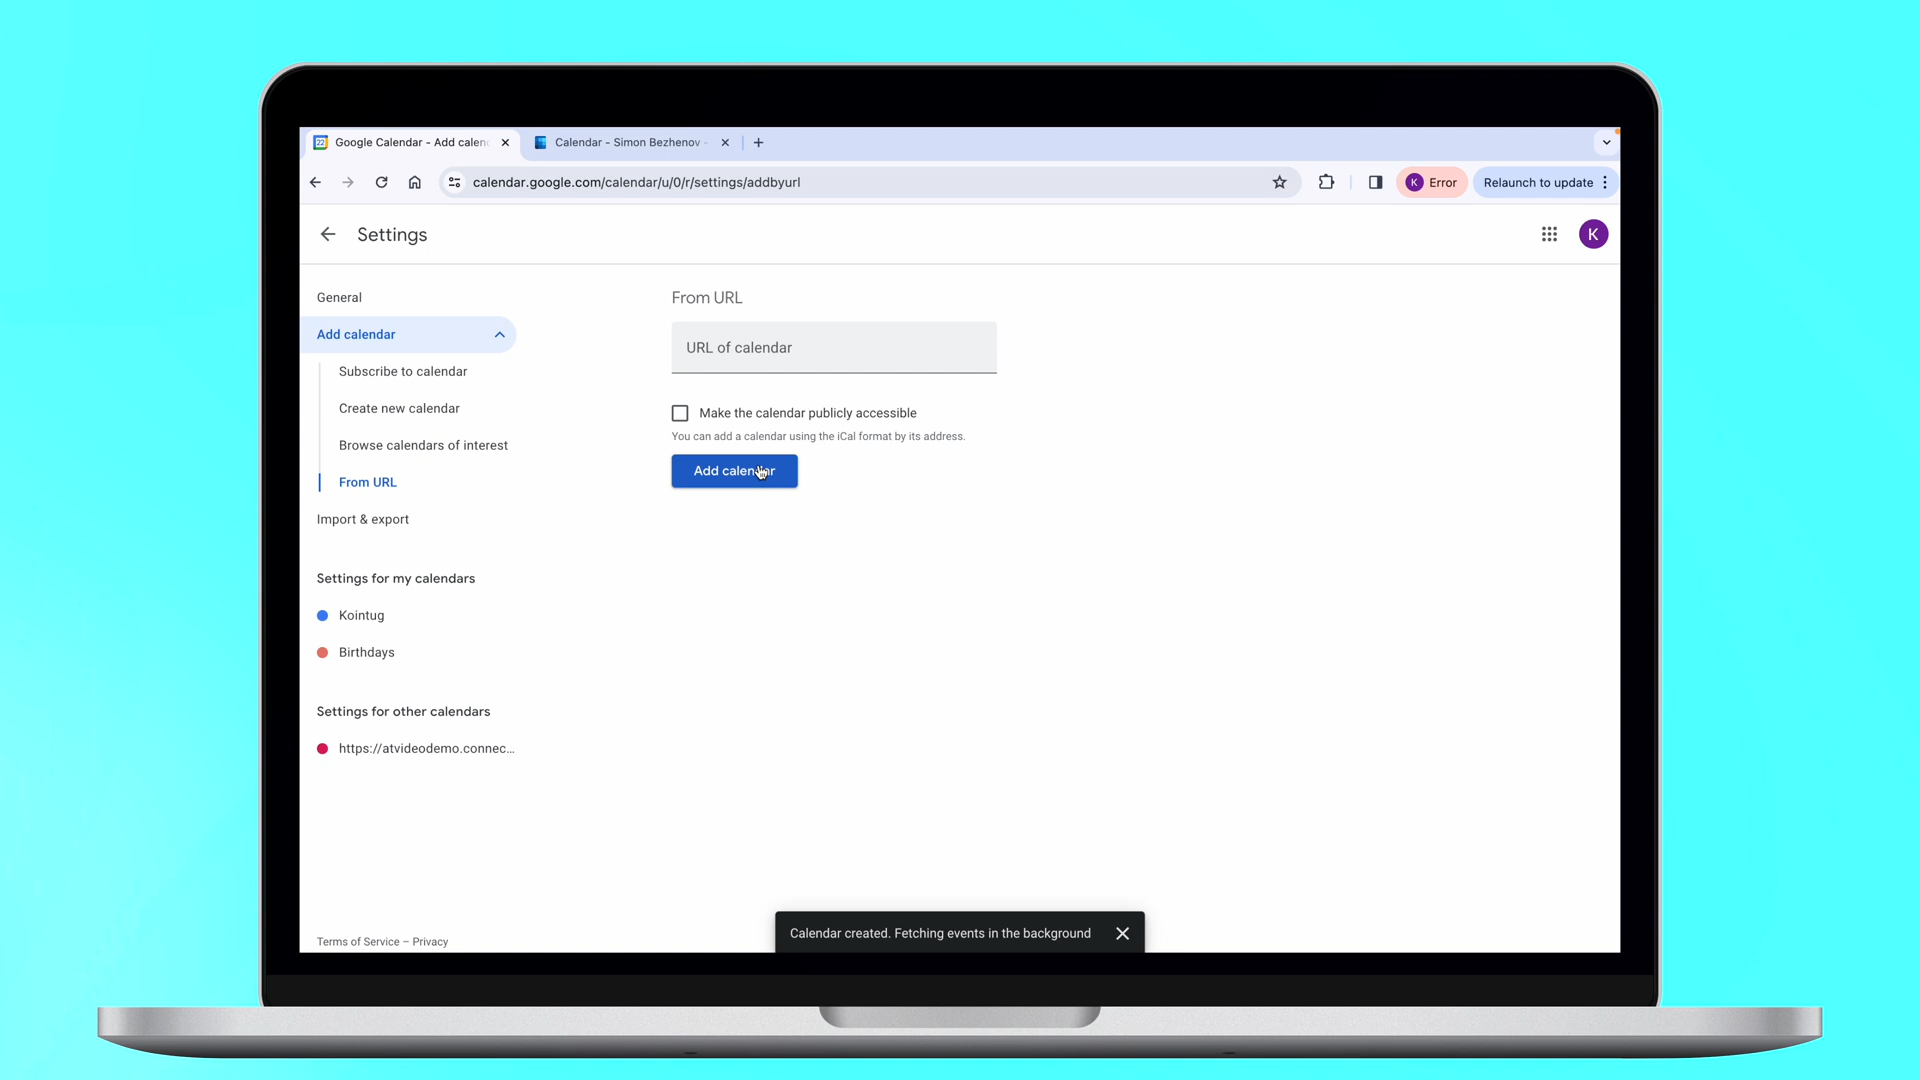 22 Google Calendar - Add calen
Calendar - Simon Bezhenov -
calendar.google.com/calendar/u/0/r/settings/addbyurl
K Error
Relaunch to update
Settings
K
General
Add calendar
Subscribe to calendar
Create new calendar
Browse calendars of interest
From URL
Import & export
Settings for my calendars
Kointug
Birthdays
Settings for other calendars
https://atvideodemo.connec...
Terms of Service – Privacy
From URL
URL of calendar
Make the calendar publicly accessible
You can add a calendar using the iCal format by its address.
Add calendar
Calendar created. Fetching events in the background